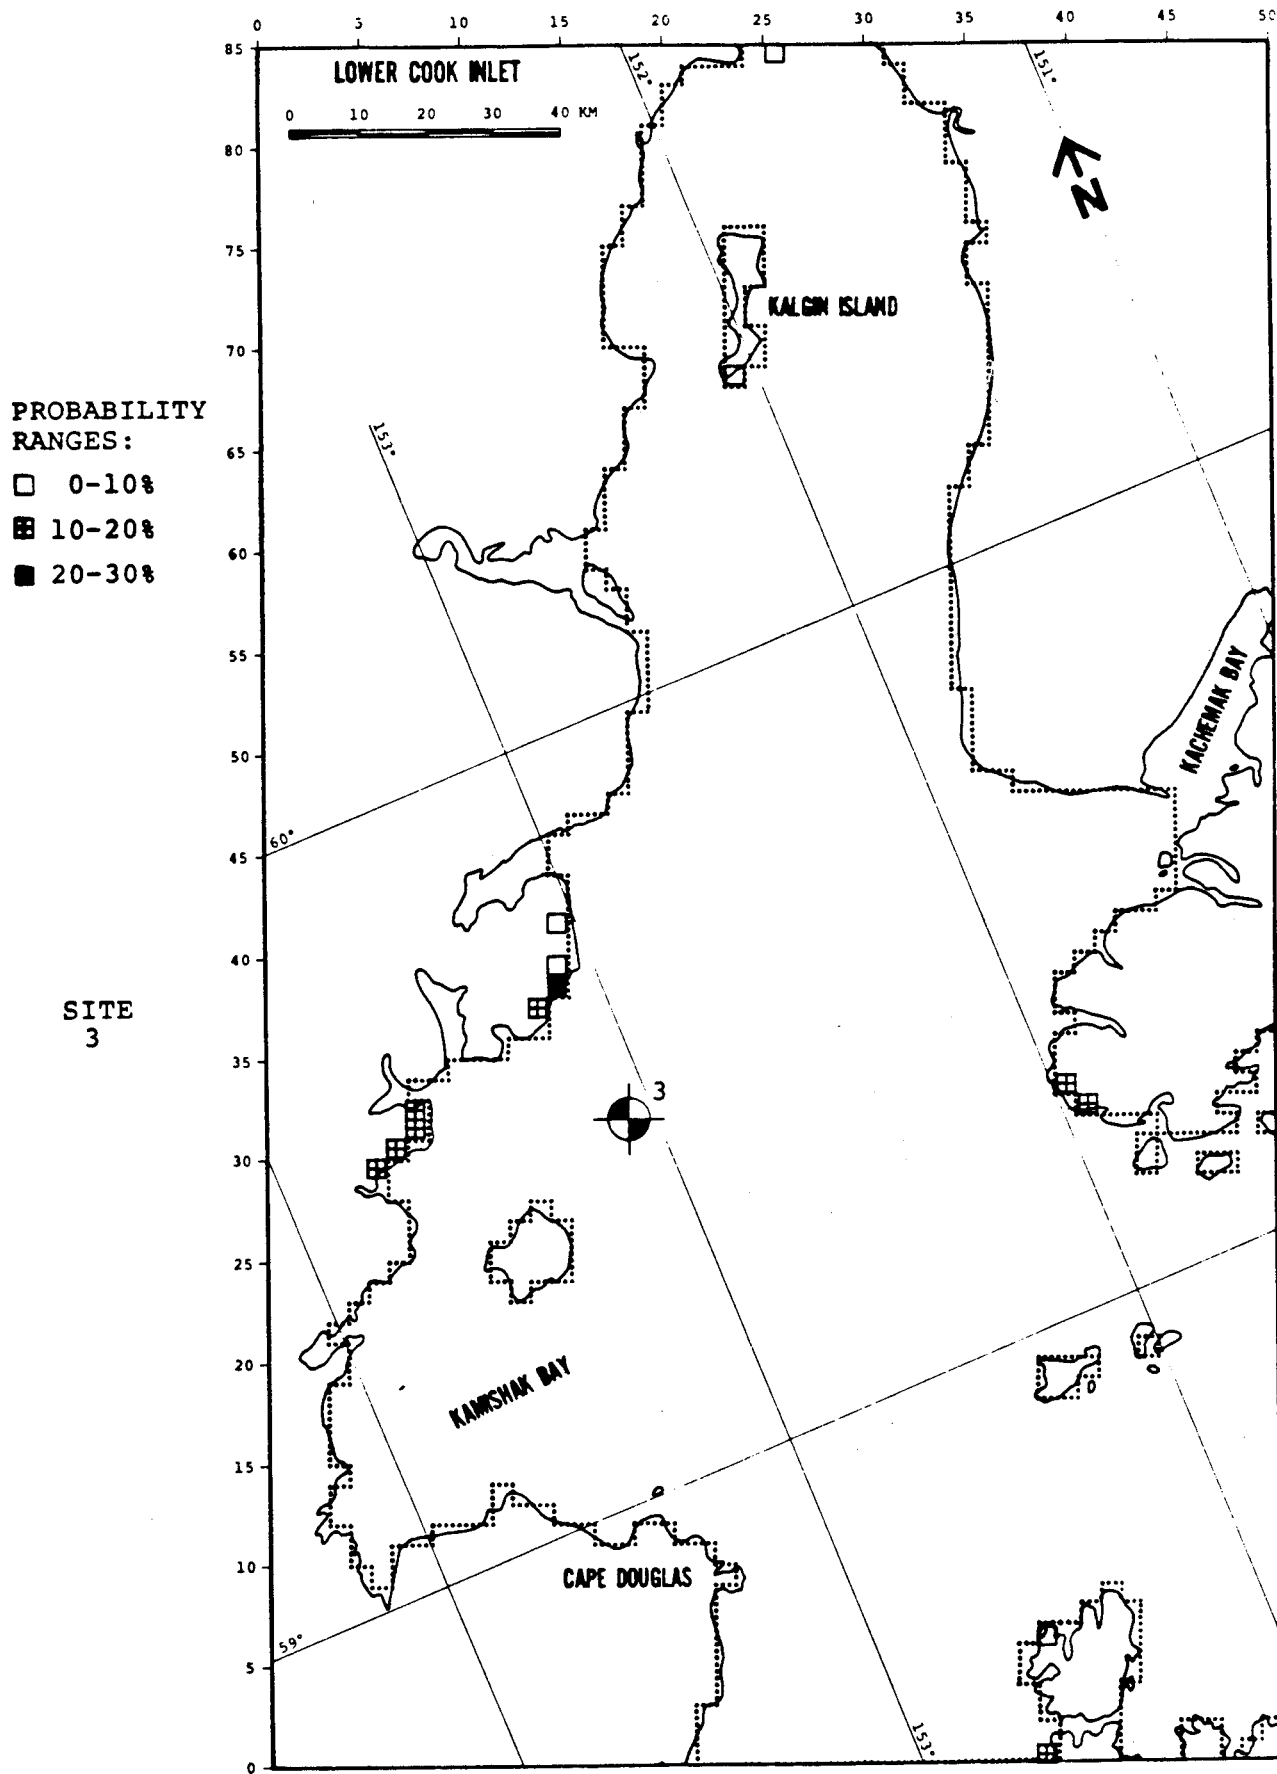 0 5 10 15 20 25 35 40 45 50
85
LOWER COOK INLET
152°
151°
0 10 20 30 40 KM
80
N
75
KALGIN ISLAND
70
PROBABILITY
RANGES:
0-10%
10-20%
20-30%
153°
65
60
55
KACHEMAK BAY
50
60°
45
40
SITE
3
35
3
30
25
20
KAMISHAK BAY
15
10
CAPE DOUGLAS
59°
5
153°
0